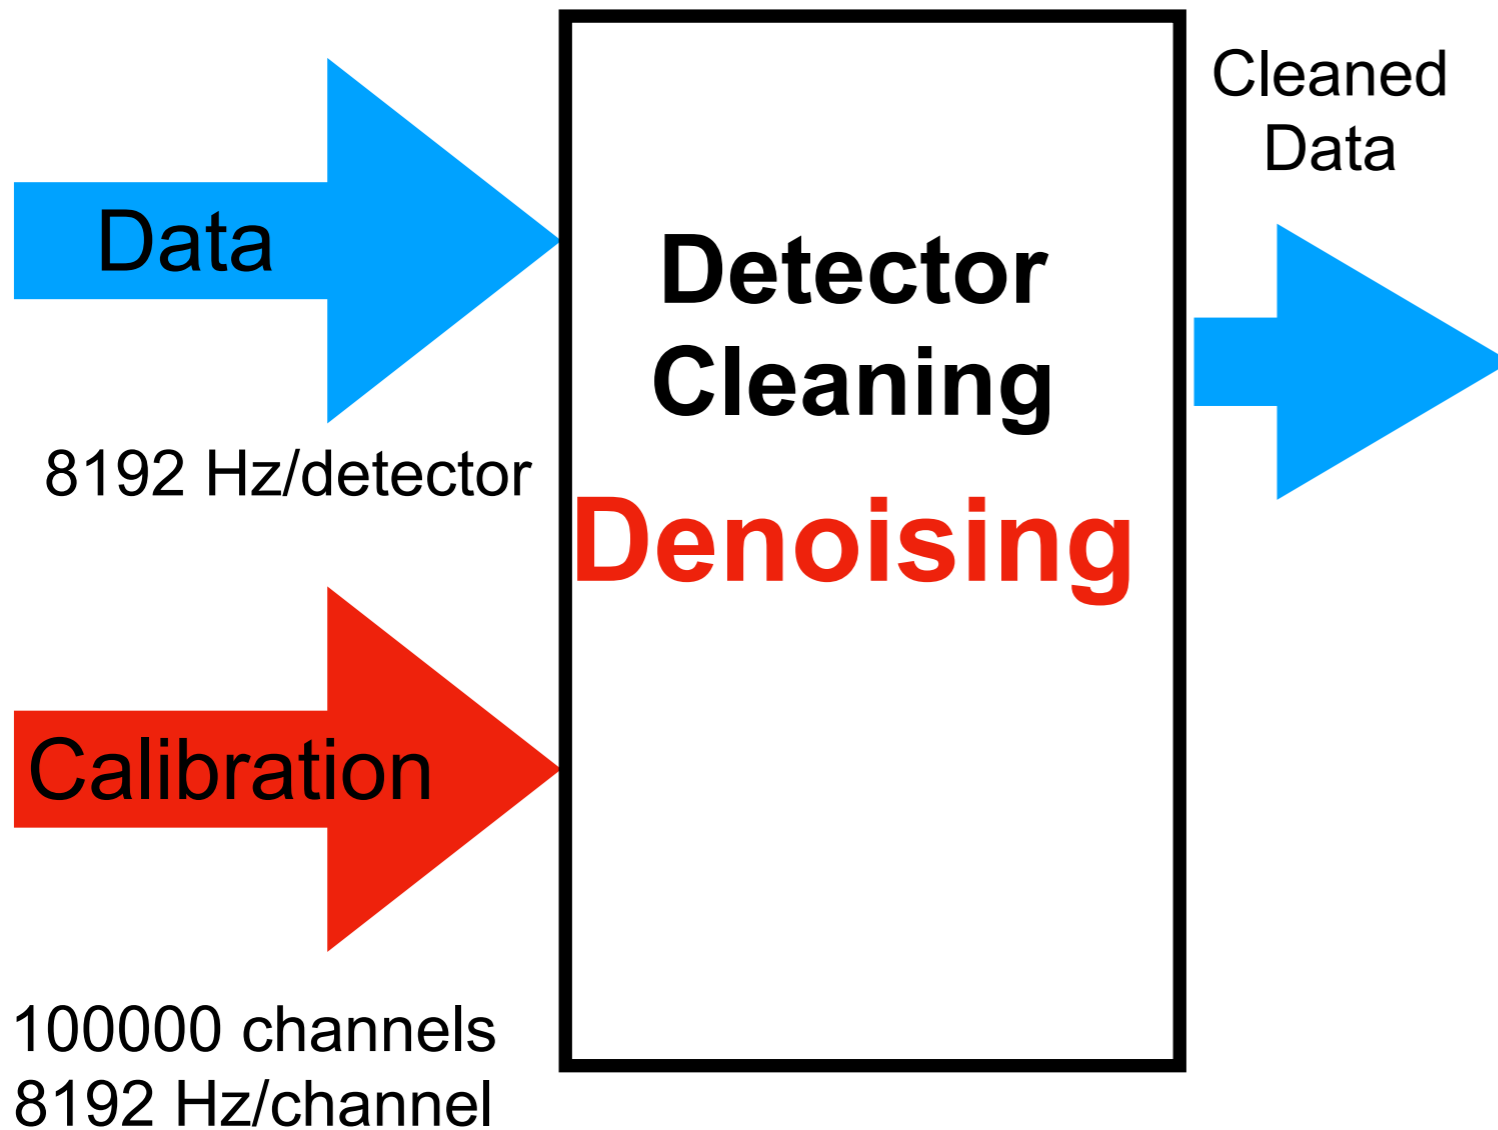 Data
8192 Hz/detector
Calibration
100000 channels
8192 Hz/channel
Detector
Cleaning
Denoising
Cleaned
Data